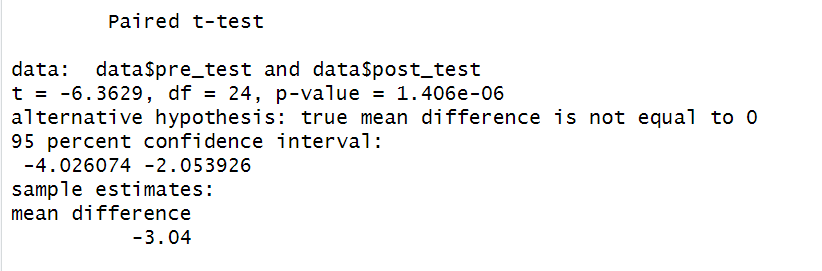 Paired t-test
data:  data$pre_test and data$post_test
t = -6.3629, df = 24, p-value = 1.406e-06
alternative hypothesis: true mean difference is not equal to 0
95 percent confidence interval:
 -4.026074 -2.053926
sample estimates:
mean difference
          -3.04